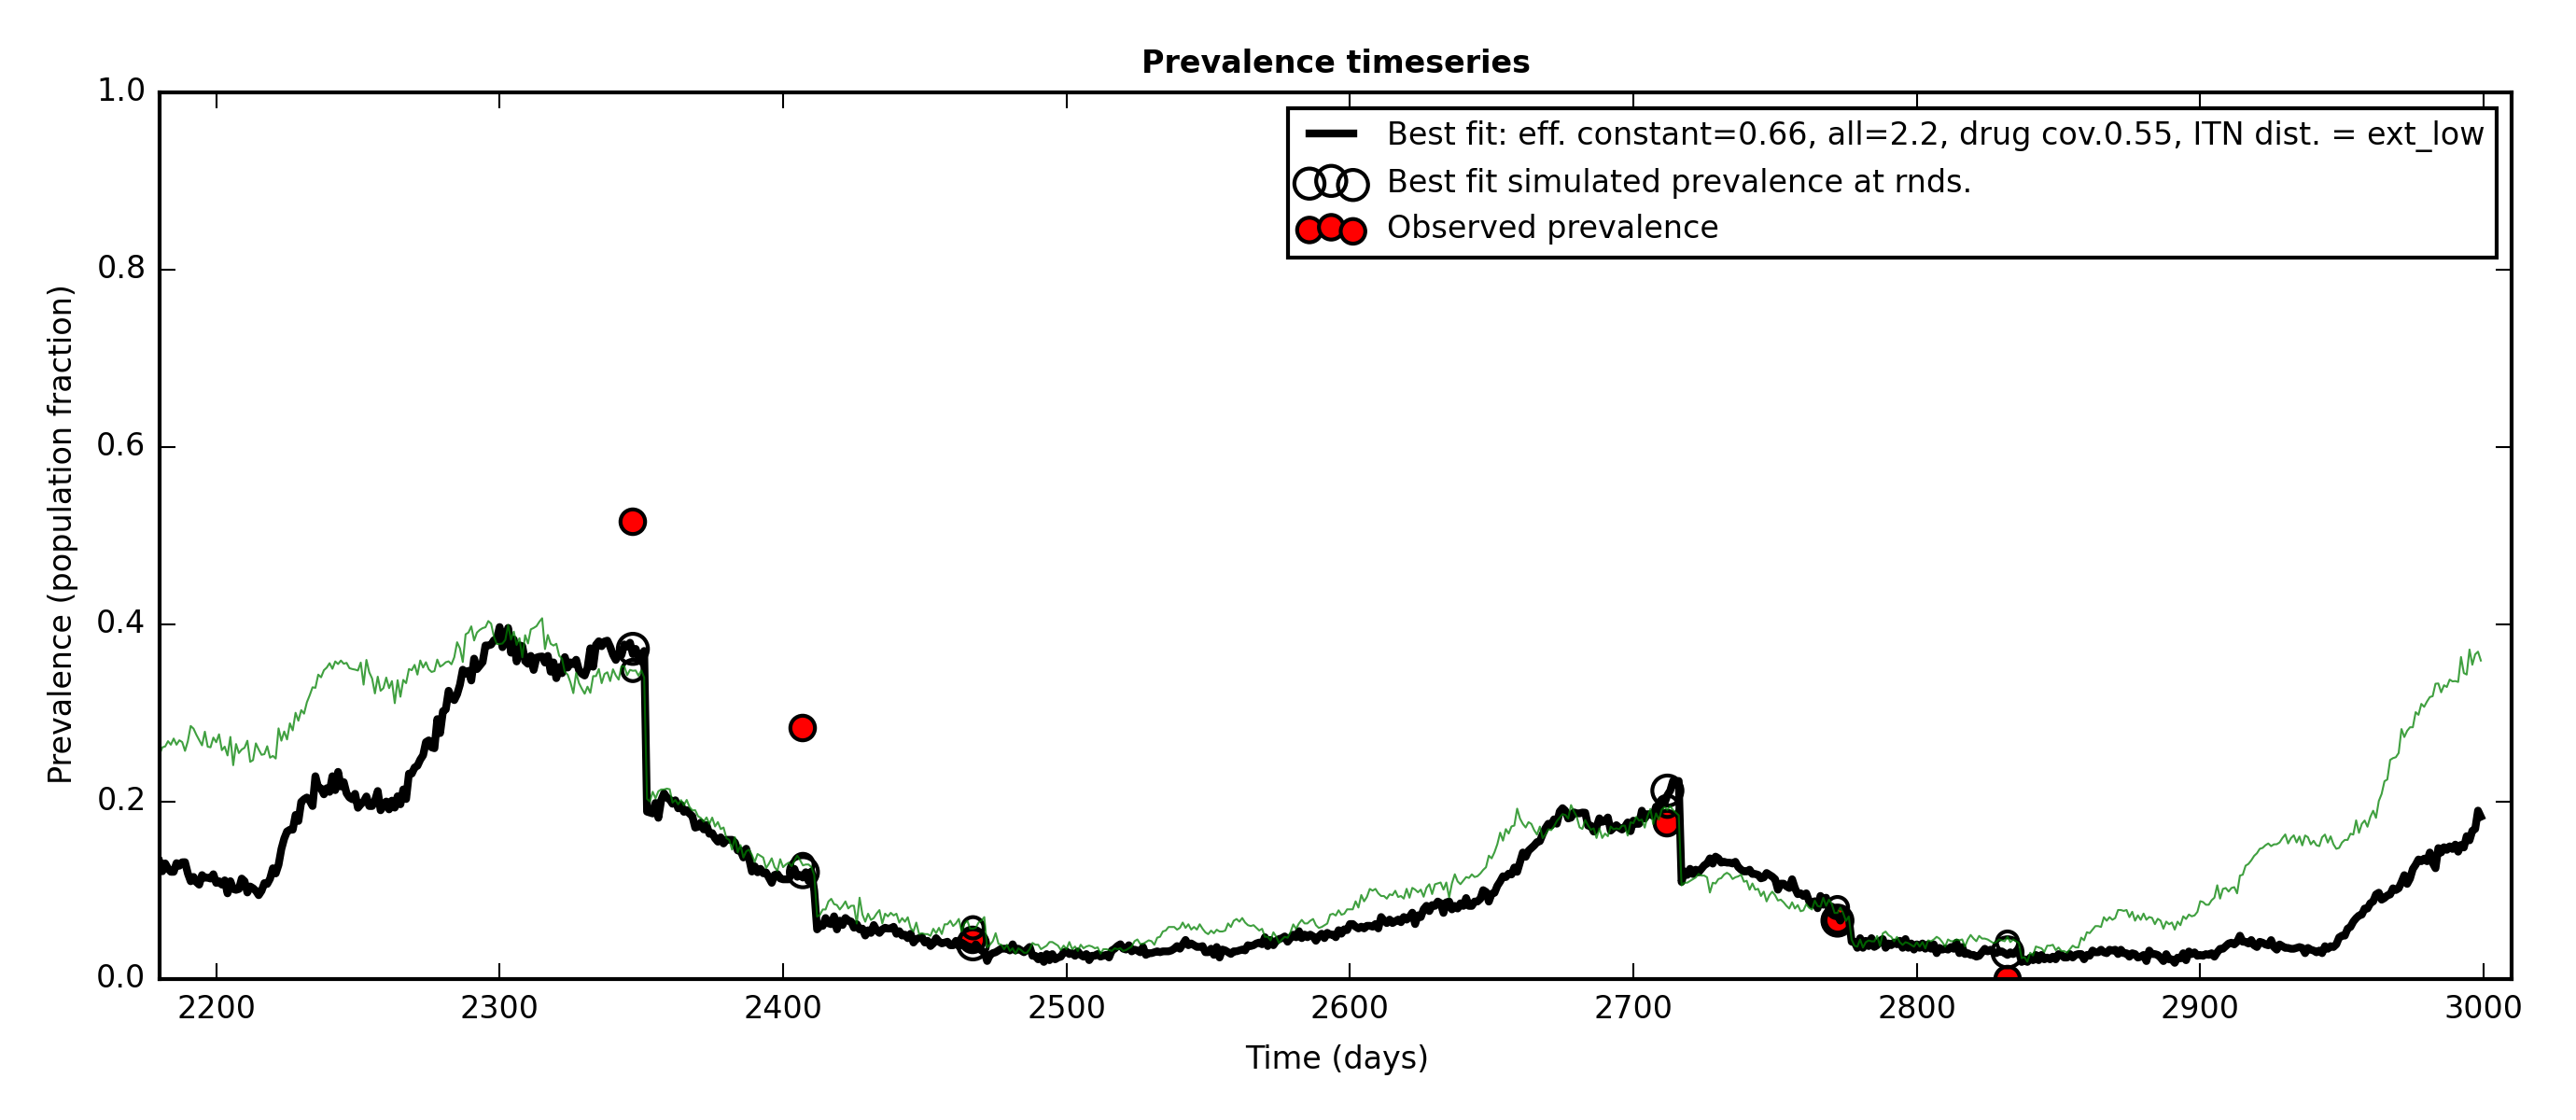 Prevalence timeseries
1.0
0.8
0.6
0.4
0.2
0.0
Prevalence (population fraction)
Best fit: eff. constant=0.66, all=2.2, drug cov.0.55, ITN dist. = ext_low
Best fit simulated prevalence at rnds.
Observed prevalence
2200 2300 2400 2500 2600 2700 2800 2900 3000
Time (days)